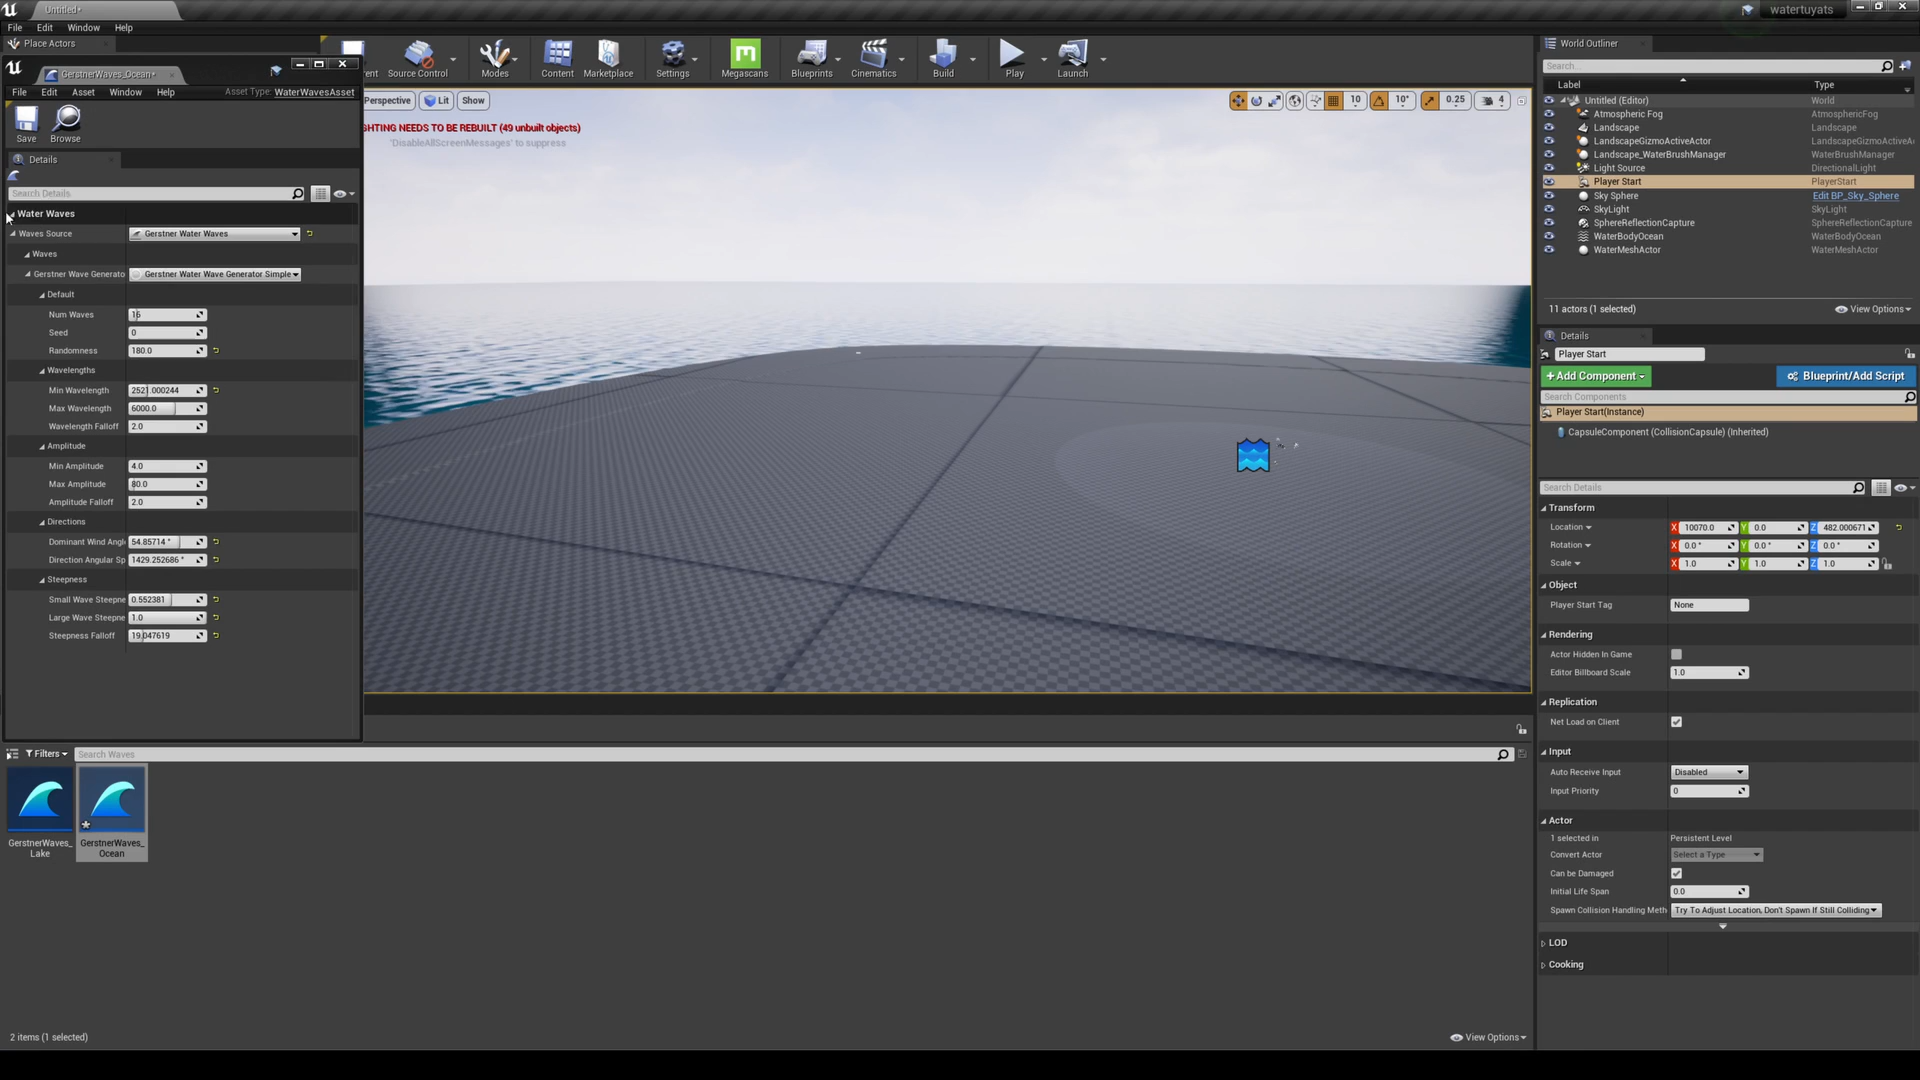 Untitled*
watertuyats
File Edit Window Help
Place Actors
GerstnerWaves_Ocean*
File Edit Asset Window Help
Asset Type: WaterWavesAsset
Save Browse
Details
Search Details
Water Waves
Waves Source Gerstner Water Waves
Waves
Gerstner Wave Generato Gerstner Water Wave Generator Simple
Default
Num Waves 16
Seed 0
Randomness 180.0
Wavelengths
Min Wavelength 2521.000244
Max Wavelength 6000.0
Wavelength Falloff 2.0
Amplitude
Min Amplitude 4.0
Max Amplitude 80.0
Amplitude Falloff 2.0
Directions
Dominant Wind Angl 54.85714 °
Direction Angular Sp 1429.252686 °
Steepness
Small Wave Steepne 0.552381
Large Wave Steepne 1.0
Steepness Falloff 19.047619
ent Source Control Modes Content Marketplace Settings Megascans Blueprints Cinematics Build Play Launch
Perspective Lit Show
10 10° 0.25 4
GHTING NEEDS TO BE REBUILT (49 unbuilt objects)
'DisableAllScreenMessages' to suppress
Filters Search Waves
GerstnerWaves_
Lake
GerstnerWaves_
Ocean
2 items (1 selected)
View Options
World Outliner
Search...
Label Type
Untitled (Editor) World
Atmospheric Fog AtmosphericFog
Landscape Landscape
LandscapeGizmoActiveActor LandscapeGizmoActiveA
Landscape_WaterBrushManager WaterBrushManager
Light Source DirectionalLight
Player Start PlayerStart
Sky Sphere Edit BP_Sky_Sphere
SkyLight SkyLight
SphereReflectionCapture SphereReflectionCapture
WaterBodyOcean WaterBodyOcean
WaterMeshActor WaterMeshActor
11 actors (1 selected)
View Options
Details
Player Start
+Add Component Blueprint/Add Script
Search Components
Player Start(Instance)
CapsuleComponent (CollisionCapsule) (Inherited)
Search Details
Transform
Location X 10070.0 Y 0.0 Z 482.000671
Rotation X 0.0 ° Y 0.0 ° Z 0.0 °
Scale X 1.0 Y 1.0 Z 1.0
Object
Player Start Tag None
Rendering
Actor Hidden In Game
Editor Billboard Scale 1.0
Replication
Net Load on Client
Input
Auto Receive Input Disabled
Input Priority 0
Actor
1 selected in Persistent Level
Convert Actor Select a Type
Can be Damaged
Initial Life Span 0.0
Spawn Collision Handling Meth Try To Adjust Location, Don't Spawn If Still Colliding
LOD
Cooking